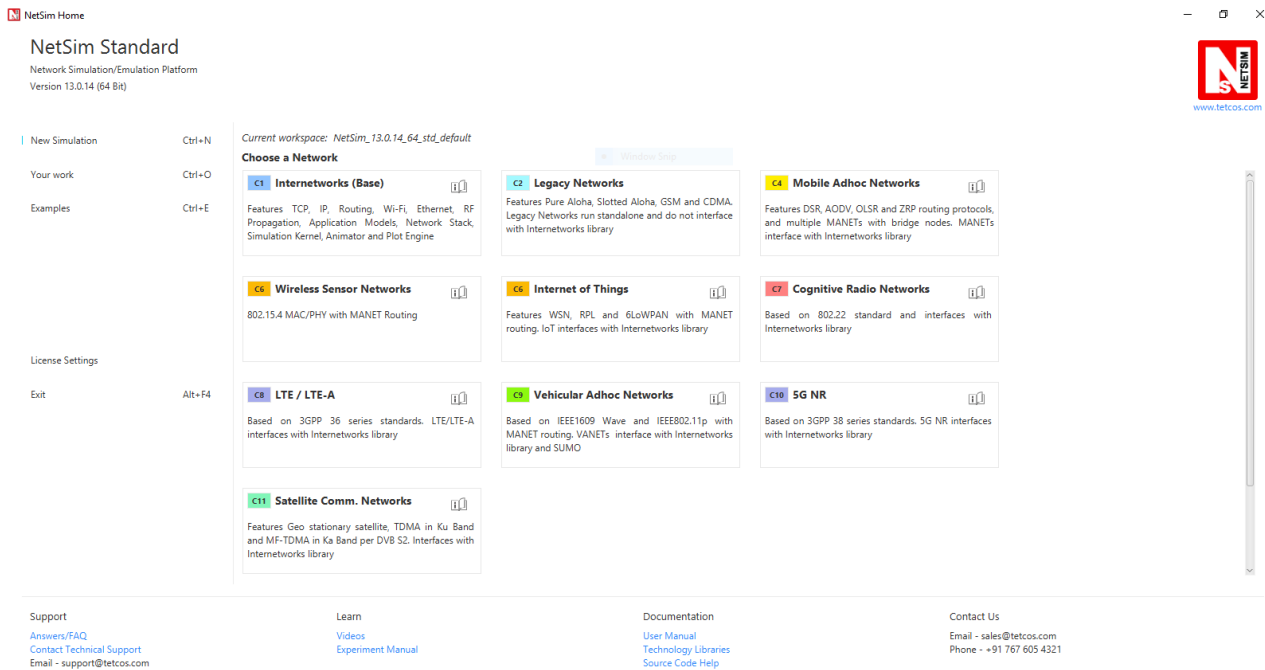 NetSim Home
NetSim Standard
Network Simulation/Emulation Platform
Version 13.0.14 (64 Bit)
NETSIM
www.tetcos.com
New Simulation Ctrl+N
Your work Ctrl+O
Examples Ctrl+E
License Settings
Exit Alt+F4
Current workspace: NetSim_13.0.14_64_std_default
Choose a Network
Window Snip
C1 Internetworks (Base)
Features TCP, IP, Routing, Wi-Fi, Ethernet, RF
Propagation, Application Models, Network Stack,
Simulation Kernel, Animator and Plot Engine
C2 Legacy Networks
Features Pure Aloha, Slotted Aloha, GSM and CDMA.
Legacy Networks run standalone and do not interface
with Internetworks library
C4 Mobile Adhoc Networks
Features DSR, AODV, OLSR and ZRP routing protocols,
and multiple MANETs with bridge nodes. MANETs
interface with Internetworks library
C6 Wireless Sensor Networks
802.15.4 MAC/PHY with MANET Routing
C6 Internet of Things
Features WSN, RPL and 6LoWPAN with MANET
routing. IoT interfaces with Internetworks library
C7 Cognitive Radio Networks
Based on 802.22 standard and interfaces with
Internetworks library
C8 LTE / LTE-A
Based on 3GPP 36 series standards. LTE/LTE-A
interfaces with Internetworks library
C9 Vehicular Adhoc Networks
Based on IEEE1609 Wave and IEEE802.11p with
MANET routing. VANETs interface with Internetworks
library and SUMO
C10 5G NR
Based on 3GPP 38 series standards. 5G NR interfaces
with Internetworks library
C11 Satellite Comm. Networks
Features Geo stationary satellite, TDMA in Ku Band
and MF-TDMA in Ka Band per DVB S2. Interfaces with
Internetworks library
Support
Answers/FAQ
Contact Technical Support
Email - support@tetcos.com
Learn
Videos
Experiment Manual
Documentation
User Manual
Technology Libraries
Source Code Help
Contact Us
Email - sales@tetcos.com
Phone - +91 767 605 4321